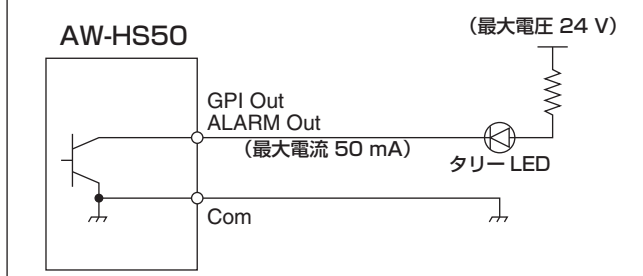 （最大電圧 24 V）
AW-HS50
GPI Out
ALARM Out
（最大電流 50 mA）
タリー LED
Com